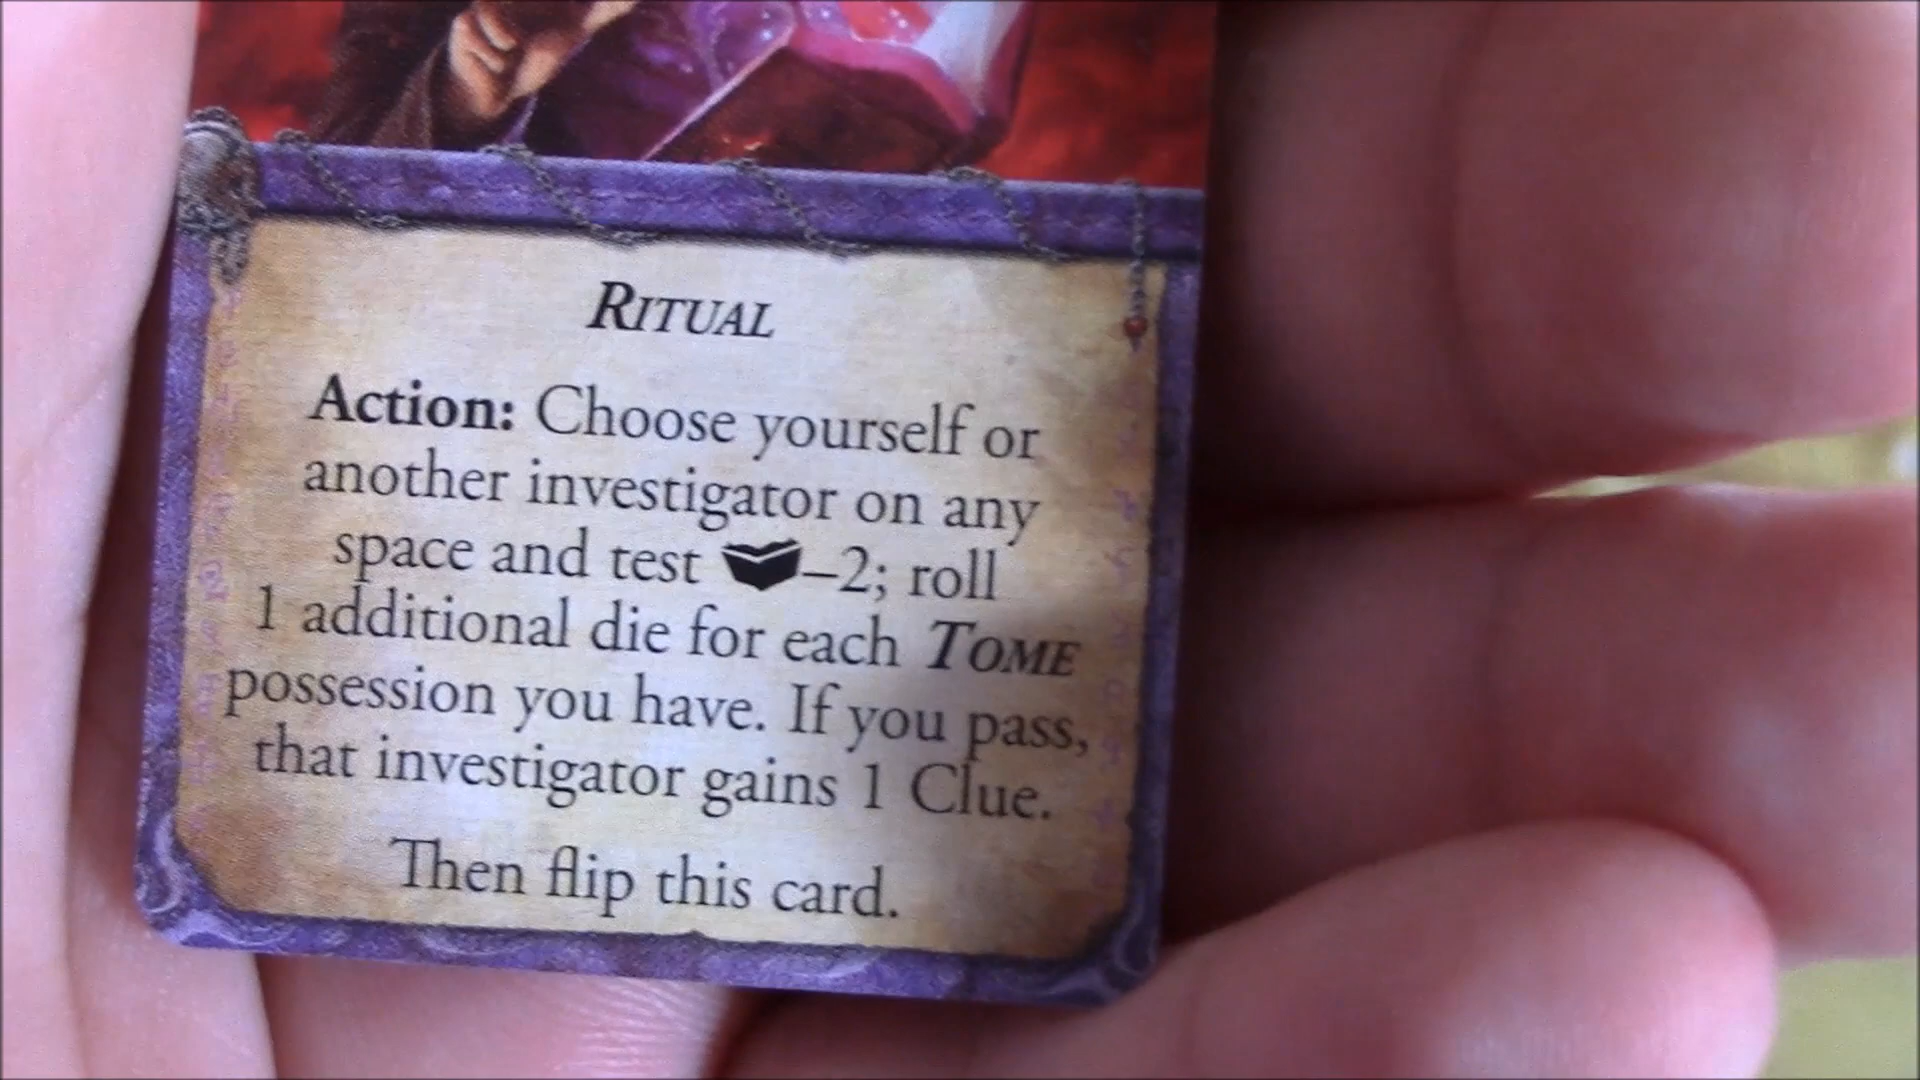 RITUAL
Action: Choose yourself or
another investigator on any
space and test –2; roll
1 additional die for each TOME
possession you have. If you pass,
that investigator gains 1 Clue.
Then flip this card.